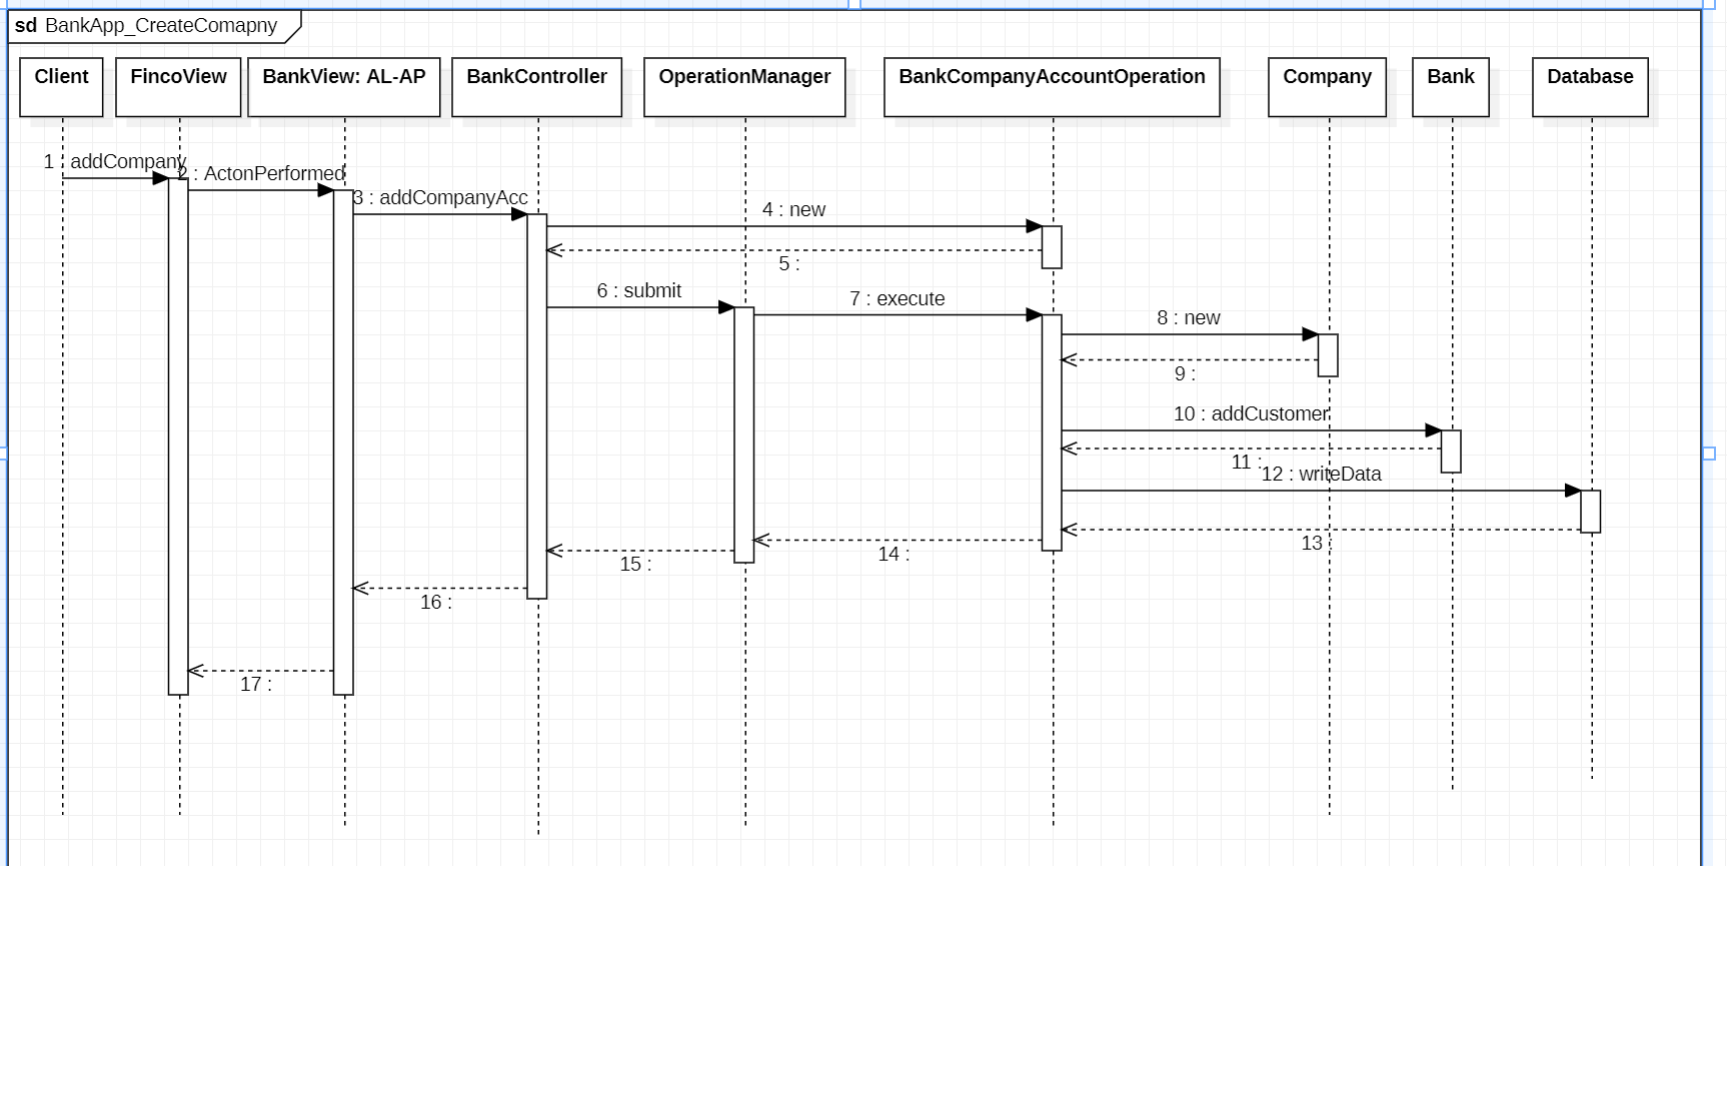 sd BankApp_CreateComapny
Client
FincoView
BankView: AL-AP
BankController
OperationManager
BankCompanyAccountOperation
Company
Bank
Database
1 : addCompany
2 : ActonPerformed
3 : addCompanyAcc
4 : new
5 :
6 : submit
7 : execute
8 : new
9 :
10 : addCustomer
11 :
12 : writeData
13 :
14 :
15 :
16 :
17 :